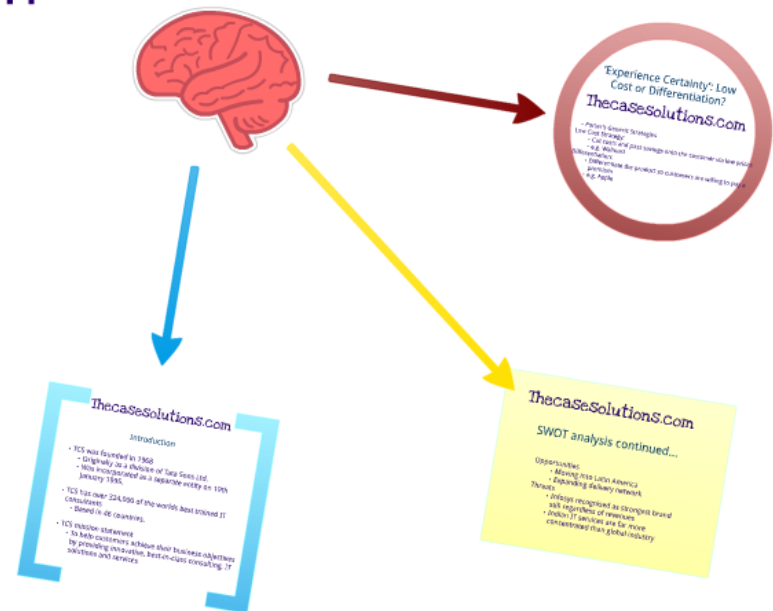 'Experience Certainty': Low
Cost or Differentiation?
Thecasesolutions.com
- Porter's Generic Strategies
Low Cost Strategy:
- Cut costs and pass savings onto the customer via low prices
- e.g. Walmart
Differentiation:
- Differentiate the product so customers are willing to pay a
premium
- e.g. Apple
Thecasesolutions.com
Introduction
- TCS was founded in 1968
- Originally as a division of Tata Sons Ltd.
- Was incorporated as a separate entity on 19th
January 1995.
- TCS has over 224,000 of the worlds best trained IT
consultants
- Based in 46 countries.
- TCS mission statement
- To help customers achieve their business objectives
by providing innovative, best-in-class consulting, IT
solutions and services
Thecasesolutions.com
SWOT analysis continued...
Opportunities
- Moving into Latin America
- Expanding delivery network
Threats
- Infosys recognised as strongest brand
still regardless of revenues
- Indian IT services are far more
concentrated than global industry